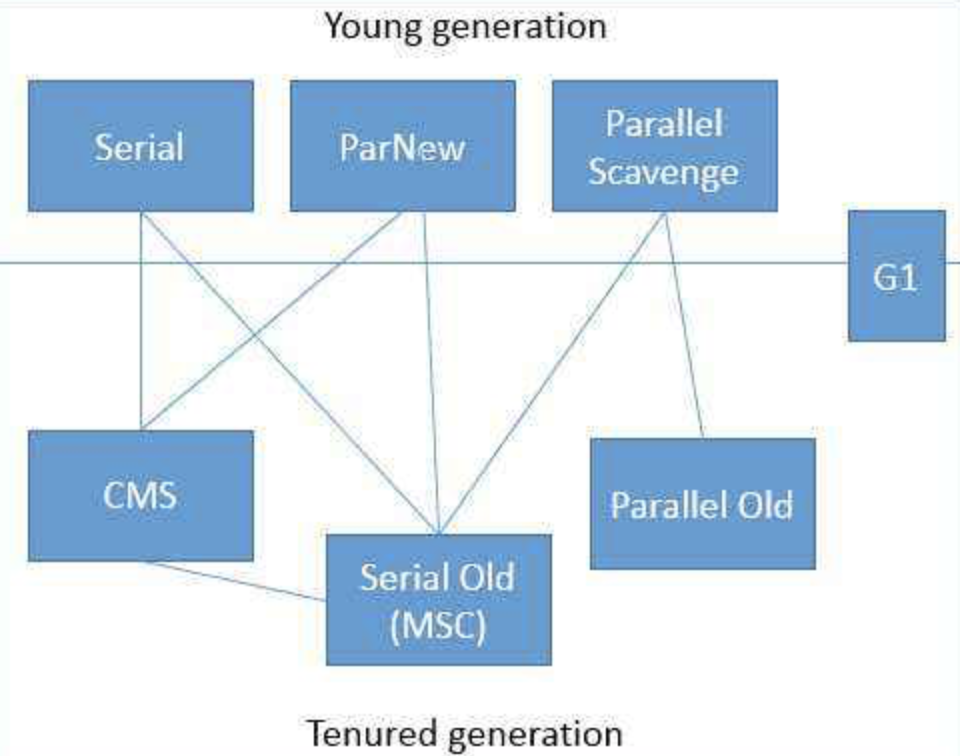 Young generation
Serial
ParNew
Parallel
Scavenge
G1
CMS
Parallel Old
Serial Old
(MSC)
Tenured generation